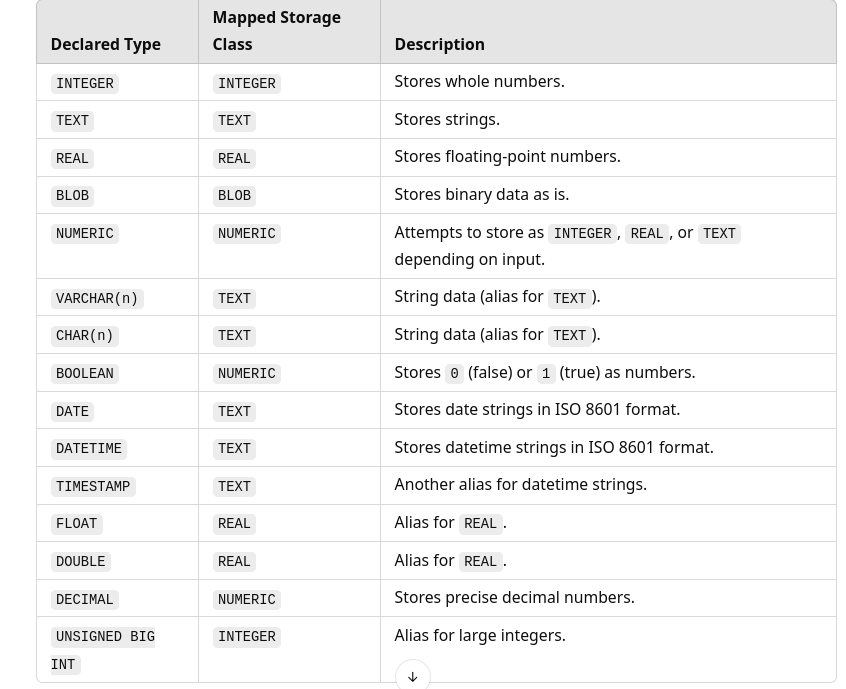 Declared Type Mapped Storage Class Description
INTEGER INTEGER Stores whole numbers.
TEXT TEXT Stores strings.
REAL REAL Stores floating-point numbers.
BLOB BLOB Stores binary data as is.
NUMERIC NUMERIC Attempts to store as INTEGER, REAL, or TEXT
depending on input.
VARCHAR(n) TEXT String data (alias for TEXT).
CHAR(n) TEXT String data (alias for TEXT).
BOOLEAN NUMERIC Stores 0 (false) or 1 (true) as numbers.
DATE TEXT Stores date strings in ISO 8601 format.
DATETIME TEXT Stores datetime strings in ISO 8601 format.
TIMESTAMP TEXT Another alias for datetime strings.
FLOAT REAL Alias for REAL.
DOUBLE REAL Alias for REAL.
DECIMAL NUMERIC Stores precise decimal numbers.
UNSIGNED BIG INT INTEGER Alias for large integers.